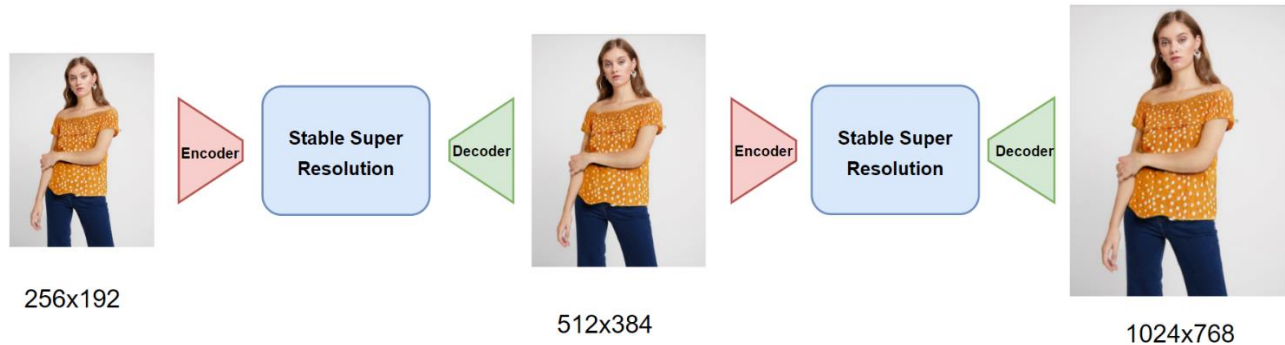 Encoder
Stable Super
Resolution
Decoder
Encoder
Stable Super
Resolution
Decoder
256x192
512x384
1024x768